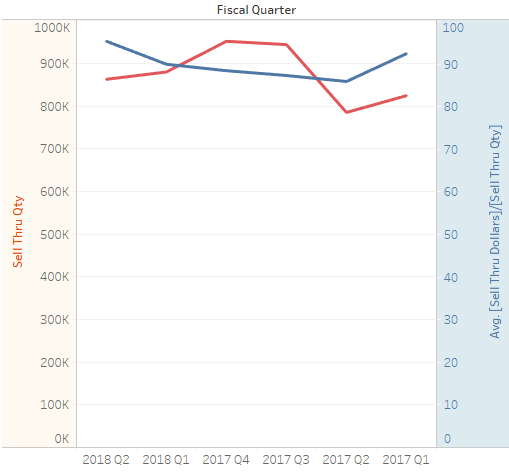 Fiscal Quarter
1000K
900K
800K
700K
600K
500K
400K
300K
200K
100K
0K
Sell Thru Qty
100
90
80
70
60
50
40
30
20
10
0
Avg. [Sell Thru Dollars]/[Sell Thru Qty]
2018 Q2 2018 Q1 2017 Q4 2017 Q3 2017 Q2 2017 Q1